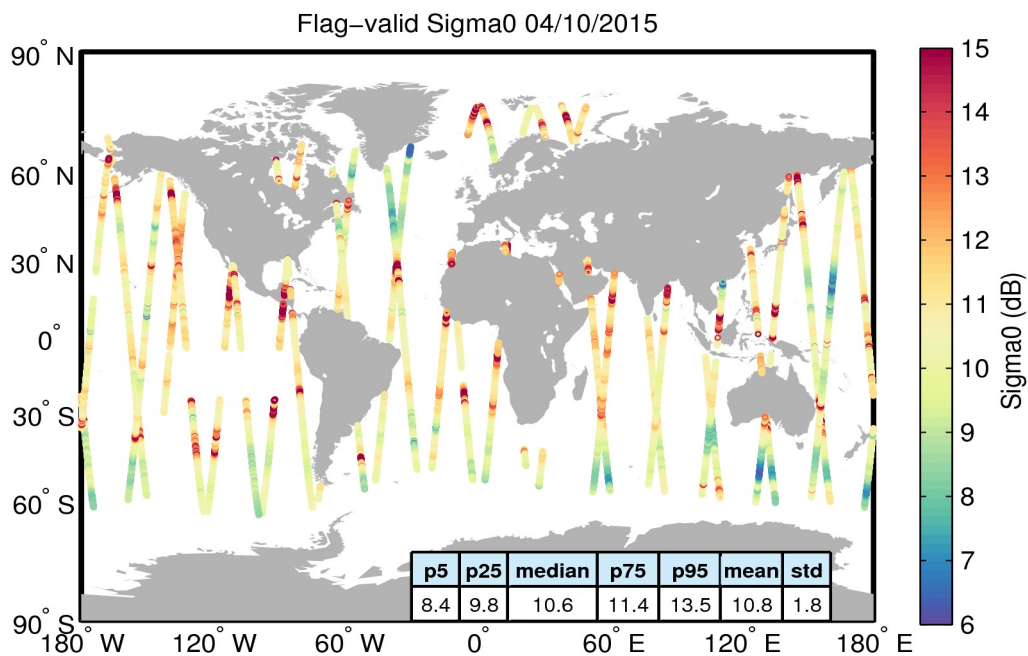 Flag−valid Sigma0 04/10/2015
90° N
60° N
30° N
0°
30° S
60° S
90° S
180° W
120° W
60° W
0°
60° E
120° E
180° E
p5 p25 median p75 p95 mean std
8.4 9.8 10.6 11.4 13.5 10.8 1.8
15
14
13
12
11
10
9
8
7
6
Sigma0 (dB)